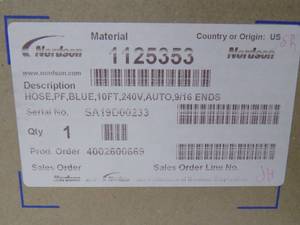 Nordson Material Country or Origin: US
1125353 Nordson
www.nordson.com
Description
HOSE,PF,BLUE,10FT,240V,AUTO,9/16 ENDS
Serial No. SA19D00233
Qty 1
Prod. Order 4002600669
Sales Order Sales Order Line No.